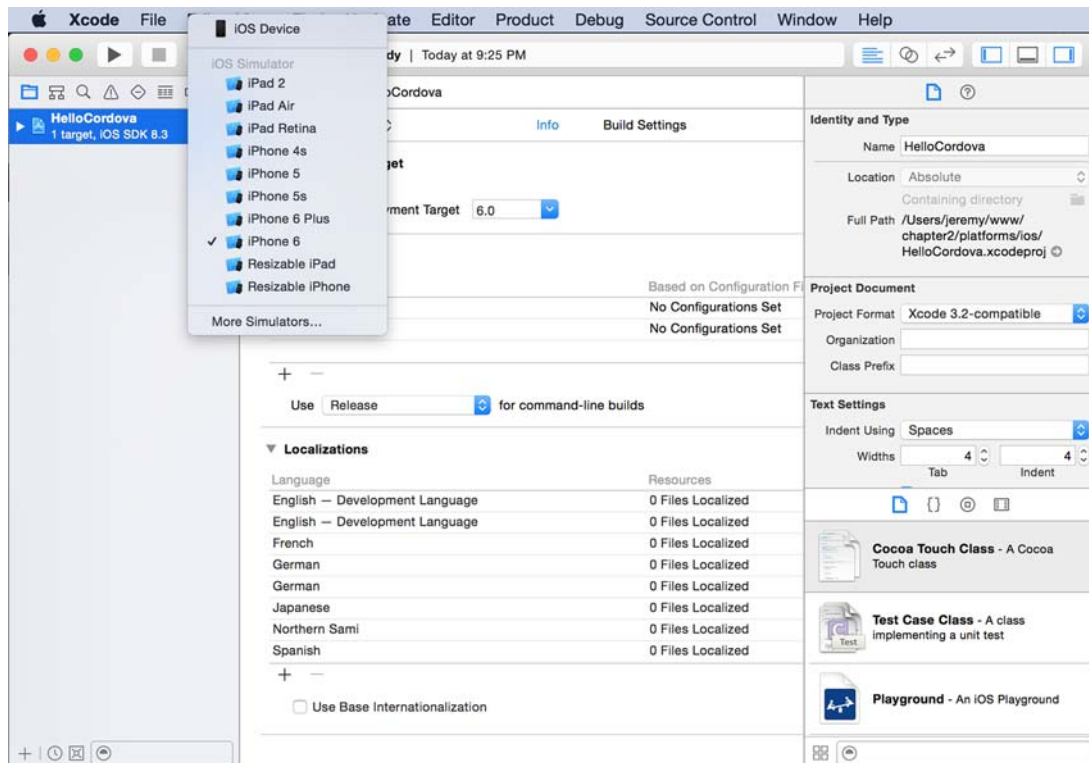 Xcode File Editor Product Debug Source Control Window Help
iOS Device
iOS Simulator
iPad 2
iPad Air
iPad Retina
iPhone 4s
iPhone 5
iPhone 5s
iPhone 6 Plus
✓ iPhone 6
Resizable iPad
Resizable iPhone
More Simulators...
dy | Today at 9:25 PM
HelloCordova
1 target, iOS SDK 8.3
oCordova
Info Build Settings
get
ment Target 6.0
Based on Configuration Fi
No Configurations Set
No Configurations Set
+ —
Use Release for command-line builds
▼ Localizations
Language Resources
English — Development Language 0 Files Localized
English — Development Language 0 Files Localized
French 0 Files Localized
German 0 Files Localized
German 0 Files Localized
Japanese 0 Files Localized
Northern Sami 0 Files Localized
Spanish 0 Files Localized
+ —
Use Base Internationalization
Identity and Type
Name HelloCordova
Location Absolute
Containing directory
Full Path /Users/jeremy/www/
chapter2/platforms/ios/
HelloCordova.xcodeproj
Project Document
Project Format Xcode 3.2-compatible
Organization
Class Prefix
Text Settings
Indent Using Spaces
Widths 4 4
Tab Indent
{}
Cocoa Touch Class - A Cocoa
Touch class
Test Case Class - A class
implementing a unit test
Test
Playground - An iOS Playground